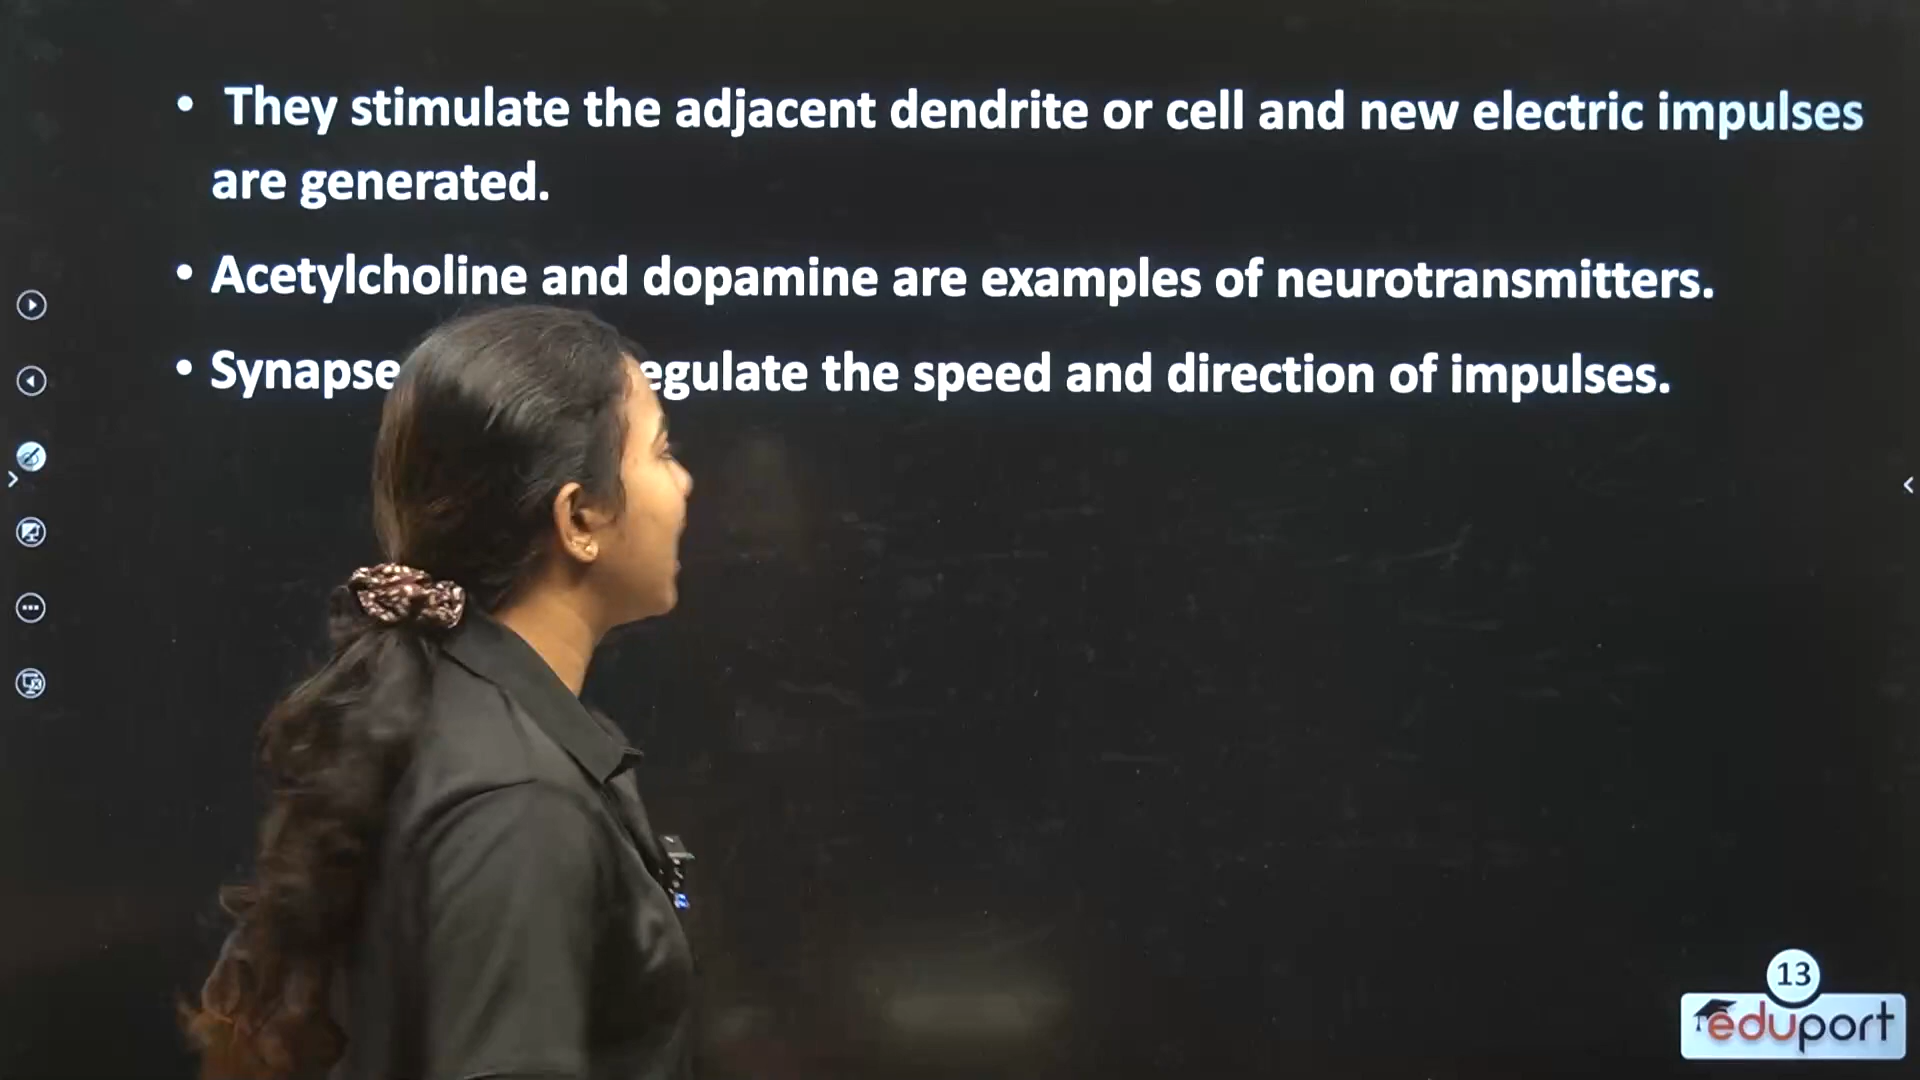 • They stimulate the adjacent dendrite or cell and new electric impulses
are generated.
• Acetylcholine and dopamine are examples of neurotransmitters.
• Synapse egulate the speed and direction of impulses.
13
eduport